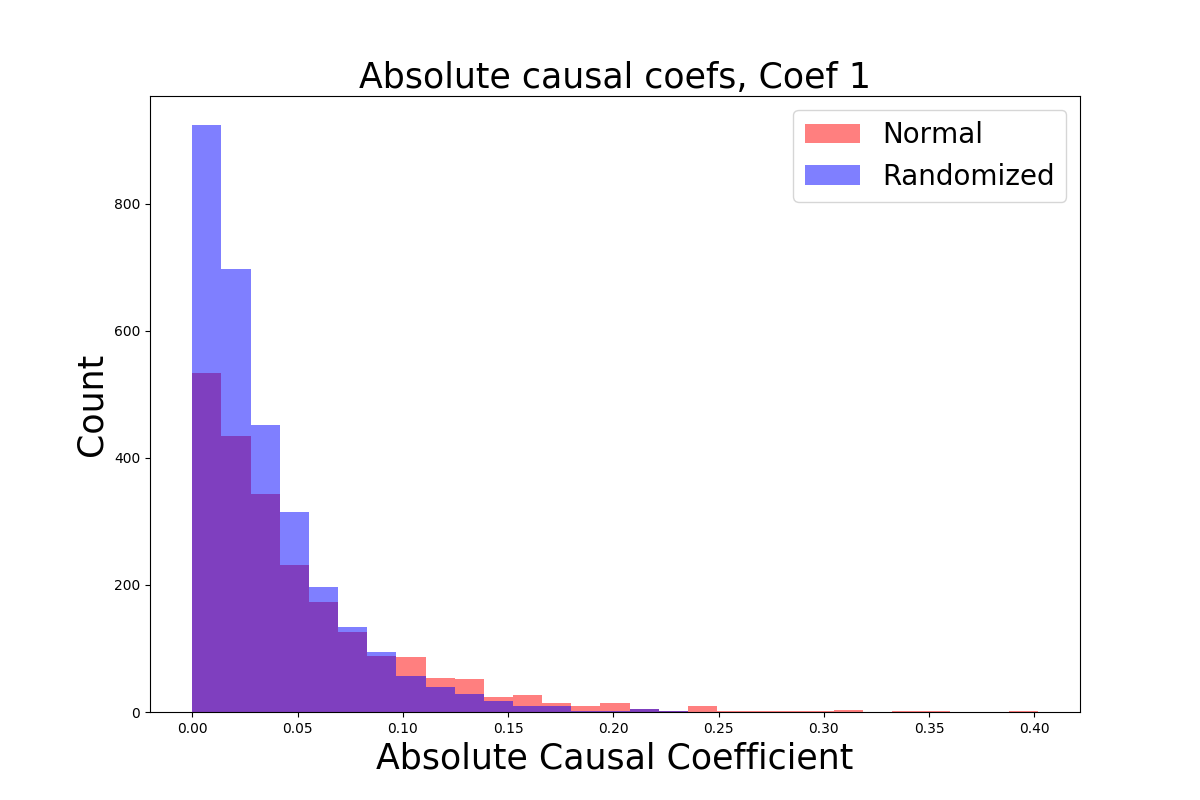 Absolute causal coefs, Coef 1
Normal
Randomized
Count
800
600
400
200
0
0.00 0.05 0.10 0.15 0.20 0.25 0.30 0.35 0.40
Absolute Causal Coefficient